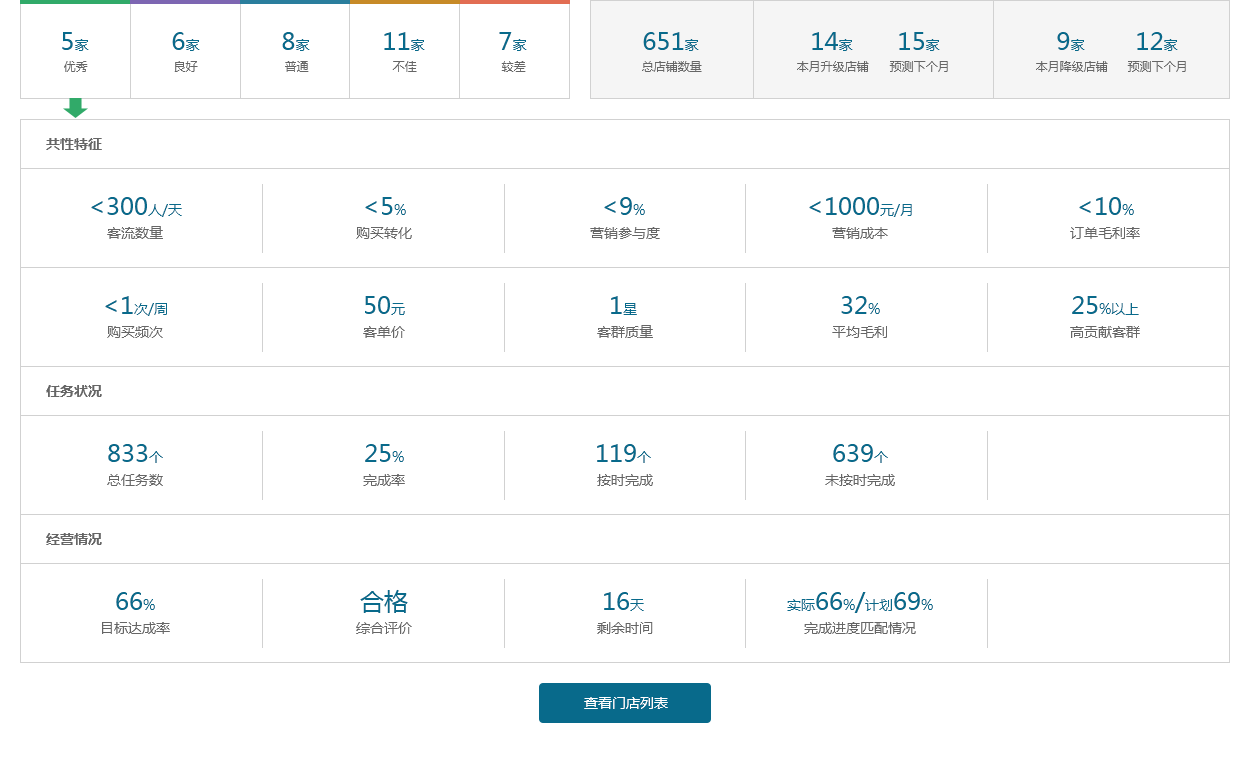 5家 6家 8家 11家 7家 651家 14家 15家 9家 12家
优秀 良好 普通 不佳 较差 总店铺数量 本月升级店铺 预测下个月 本月降级店铺 预测下个月
共性特征
<300人/天 <5% <9% <1000元/月 <10%
客流数量 购买转化 营销参与度 营销成本 订单毛利率
<1次/周 50元 1星 32% 25%以上
购买频次 客单价 客群质量 平均毛利 高贡献客群
任务状况
833个 25% 119个 639个
总任务数 完成率 按时完成 未按时完成
经营情况
66% 合格 16天 实际66%/计划69%
目标达成率 综合评价 剩余时间 完成进度匹配情况
查看门店列表